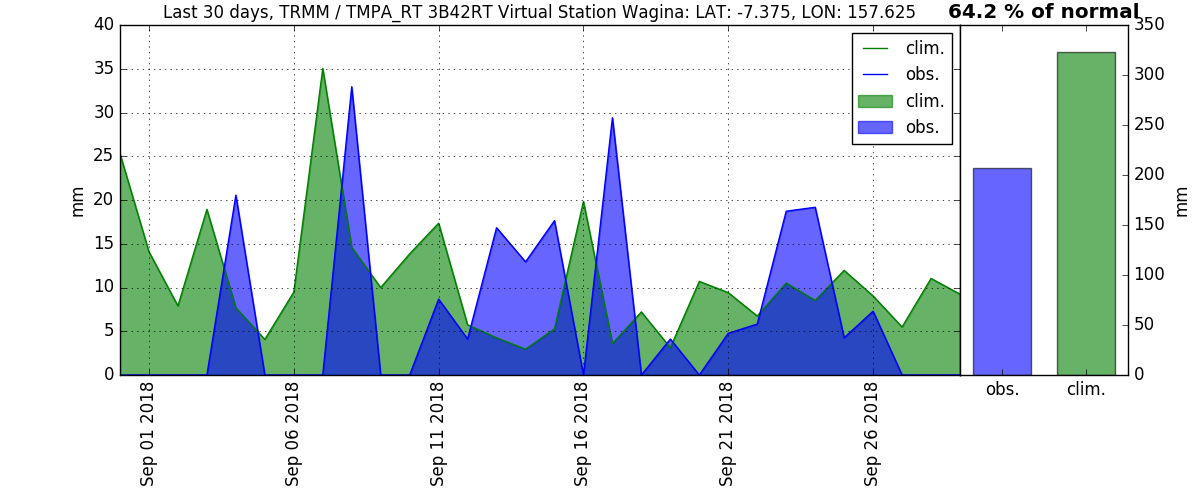 Last 30 days, TRMM / TMPA_RT 3B42RT Virtual Station Wagina: LAT: -7.375, LON: 157.625
64.2 % of normal
40
35
30
25
20
15
10
5
0
mm
clim.
obs.
clim.
obs.
350
300
250
200
150
100
50
0
mm
Sep 01 2018
Sep 06 2018
Sep 11 2018
Sep 16 2018
Sep 21 2018
Sep 26 2018
obs.
clim.